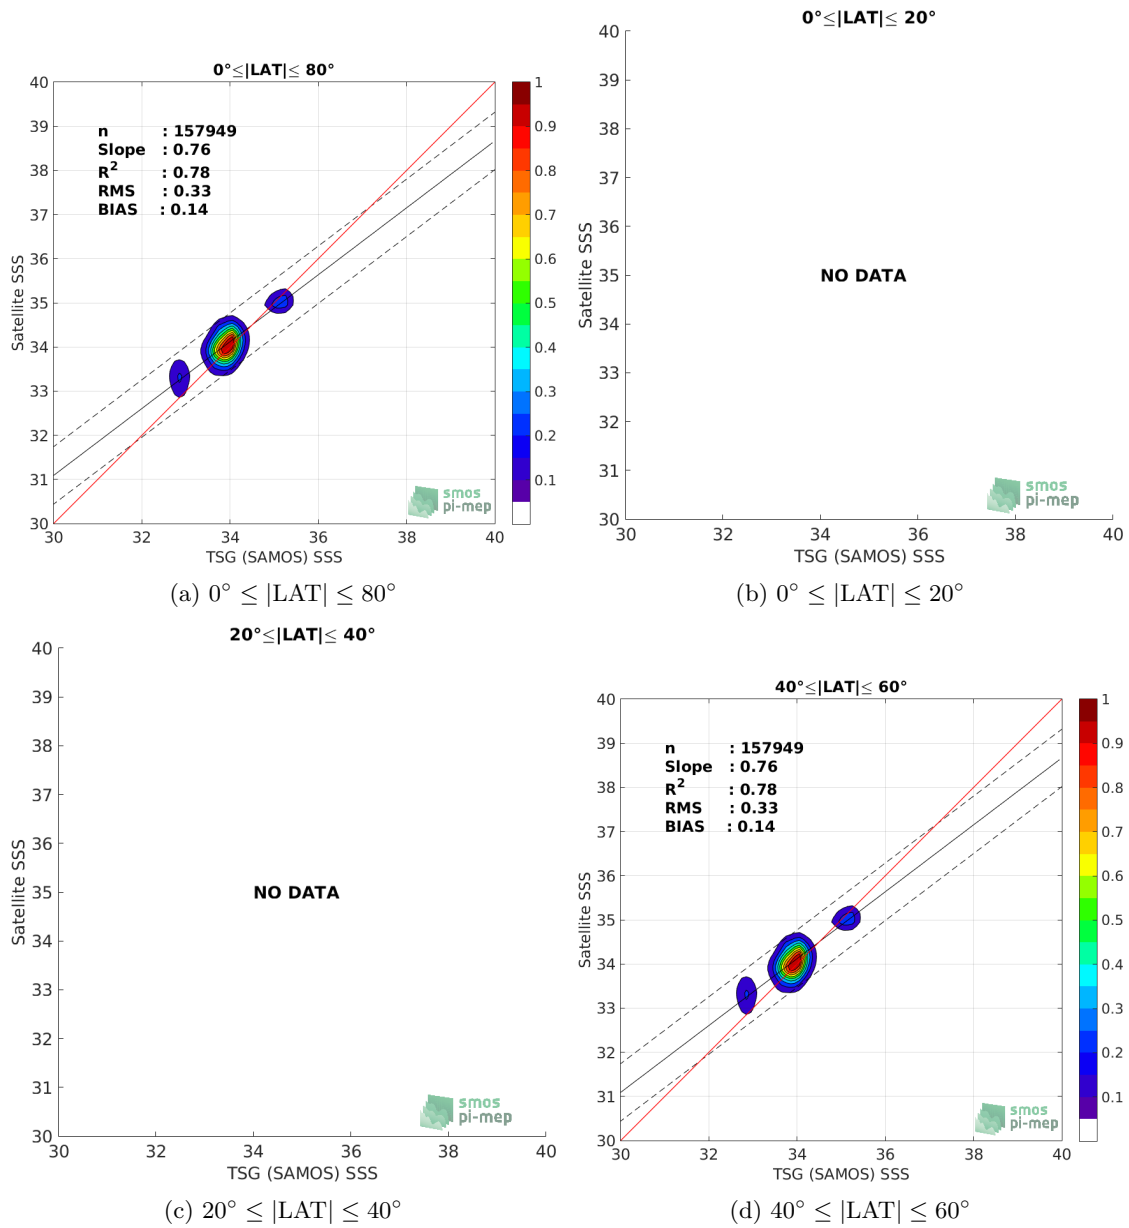 0°≤|LAT|≤ 80°
40
39
38
37
36
35
34
33
32
31
30
Satellite SSS
n : 157949
Slope : 0.76
R2 : 0.78
RMS : 0.33
BIAS : 0.14
smos
pi-mep
30 32 34 36 38 40
TSG (SAMOS) SSS
1
0.9
0.8
0.7
0.6
0.5
0.4
0.3
0.2
0.1
(a) 0° ≤ |LAT| ≤ 80°
0°≤|LAT|≤ 20°
40
39
38
37
36
35
34
33
32
31
30
Satellite SSS
NO DATA
smos
pi-mep
30 32 34 36 38 40
TSG (SAMOS) SSS
(b) 0° ≤ |LAT| ≤ 20°
20°≤|LAT|≤ 40°
40
39
38
37
36
35
34
33
32
31
30
Satellite SSS
NO DATA
smos
pi-mep
30 32 34 36 38 40
TSG (SAMOS) SSS
(c) 20° ≤ |LAT| ≤ 40°
40°≤|LAT|≤ 60°
40
39
38
37
36
35
34
33
32
31
30
Satellite SSS
n : 157949
Slope : 0.76
R2 : 0.78
RMS : 0.33
BIAS : 0.14
smos
pi-mep
30 32 34 36 38 40
TSG (SAMOS) SSS
1
0.9
0.8
0.7
0.6
0.5
0.4
0.3
0.2
0.1
(d) 40° ≤ |LAT| ≤ 60°